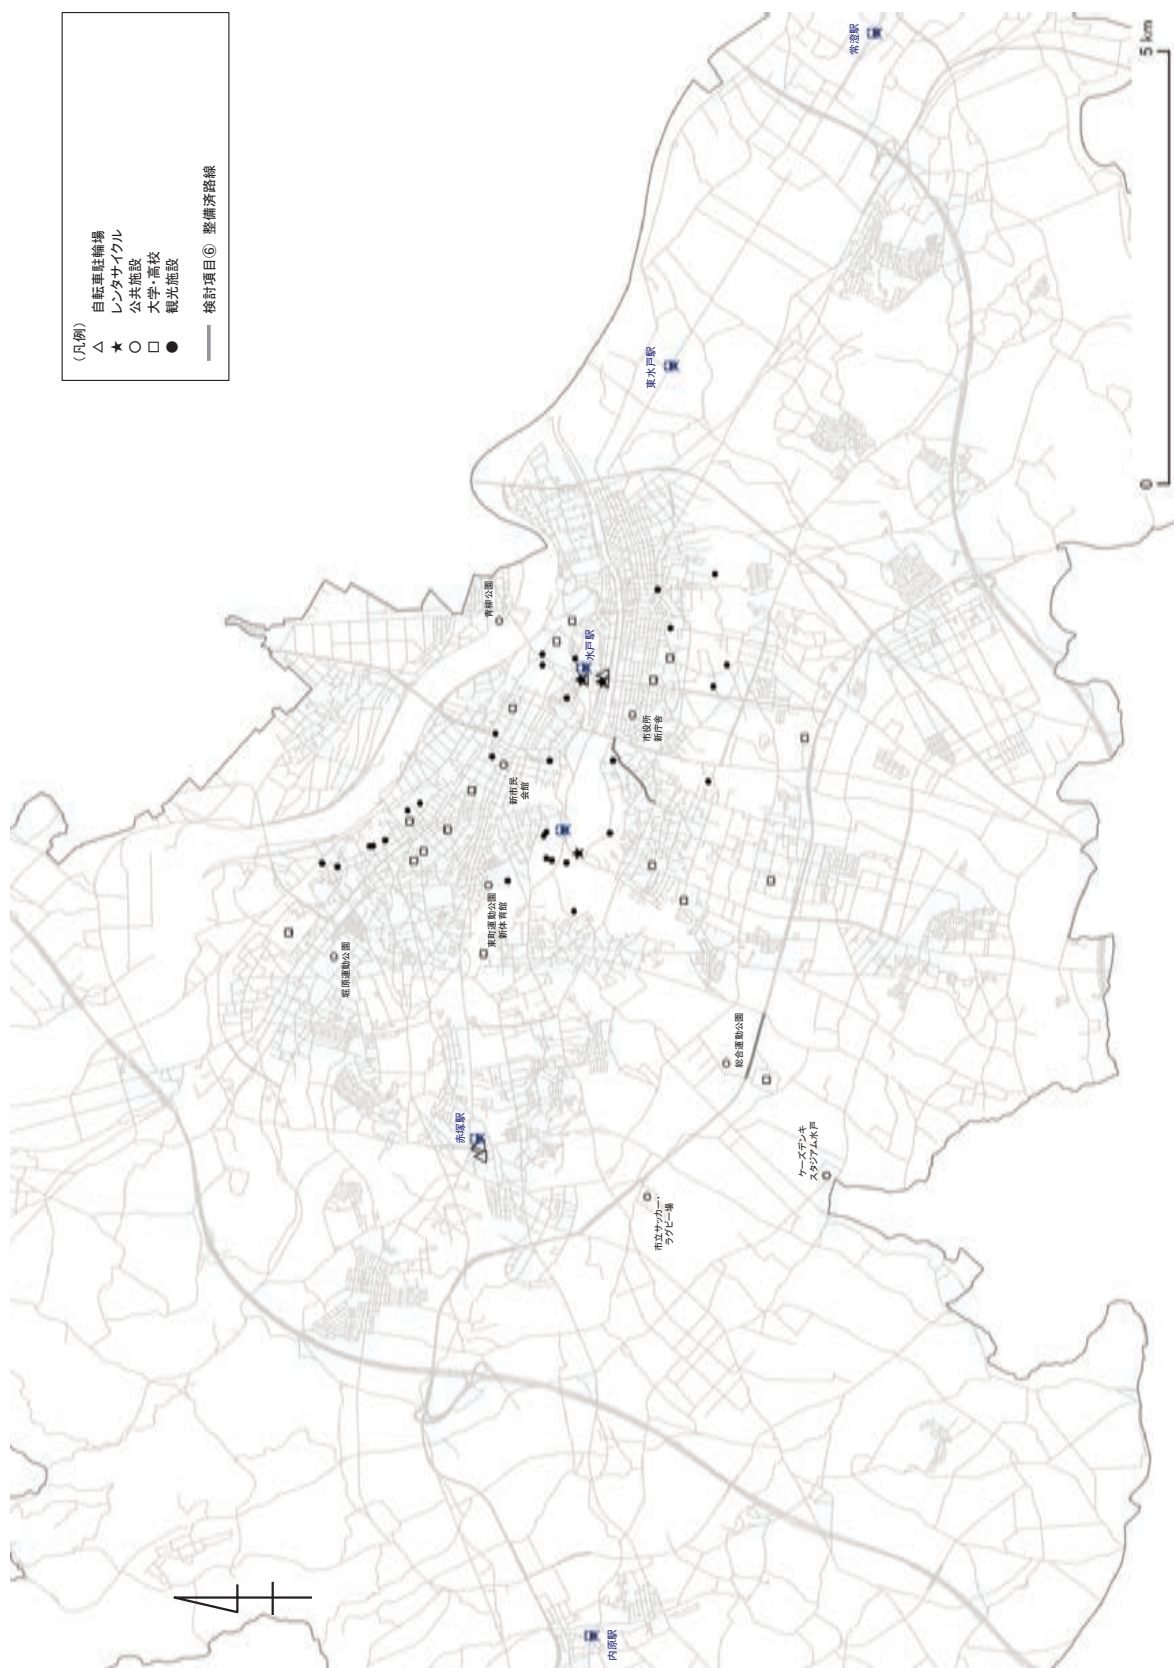 (凡例)
自転車駐輪場
レンタサイクル
公共施設
大学・高校
観光施設
検討項目⑥ 整備済路線
常澄駅
東水戸駅
青柳公園
水戸駅
市役所
新庁舎
新市民
会館
東町運動公園
新体育館
堀原運動公園
総合運動公園
赤塚駅
ケーズデンキ
スタジアム水戸
市立サッカー・
ラグビー場
内原駅
0
5 km